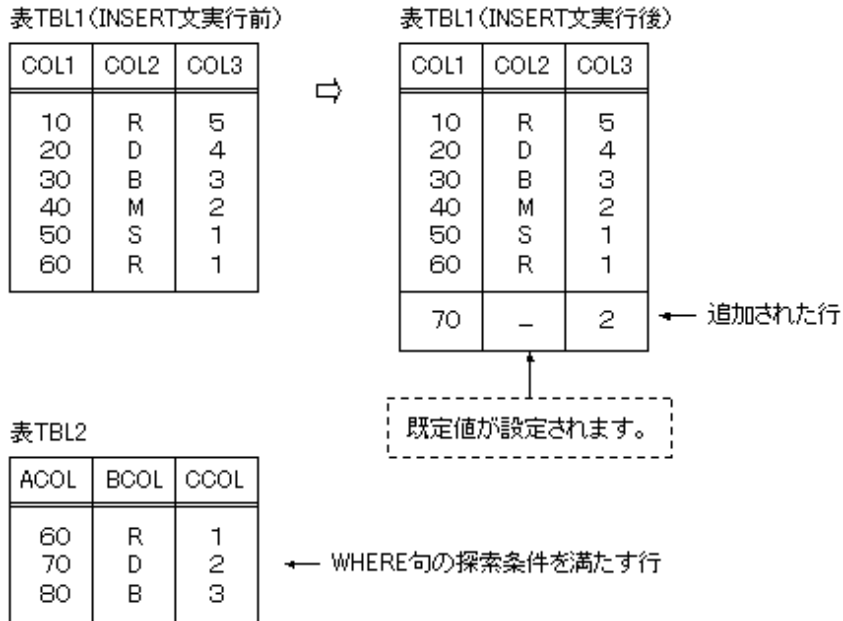 表TBL1(INSERT文実行前)
COL1 COL2 COL3
10 R 5
20 D 4
30 B 3
40 M 2
50 S 1
60 R 1
⇨
表TBL1(INSERT文実行後)
COL1 COL2 COL3
10 R 5
20 D 4
30 B 3
40 M 2
50 S 1
60 R 1
70 _ 2
← 追加された行
既定値が設定されます。
表TBL2
ACOL BCOL CCOL
60 R 1
70 D 2
80 B 3
← WHERE句の探索条件を満たす行